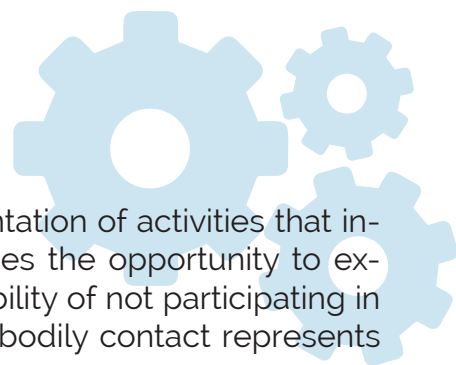 ntation of activities that in-
es the opportunity to ex-
bility of not participating in
bodily contact represents